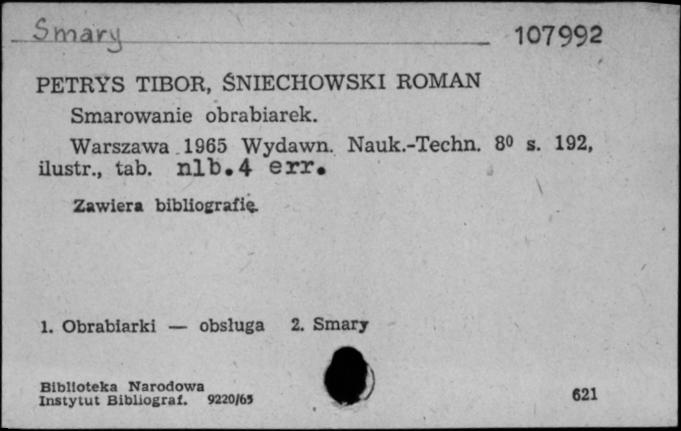 Smary 107992
PETRYS TIBOR, ŚNIECHOWSKI ROMAN
Smarowanie obrabiarek.
Warszawa 1965 Wydawn. Nauk.-Techn. 8⁰ s. 192,
ilustr., tab. nlb.4 err.
Zawiera bibliografię.
1. Obrabiarki — obsługa 2. Smary
Biblioteka Narodowa
Instytut Bibliograf. 9220/65 621